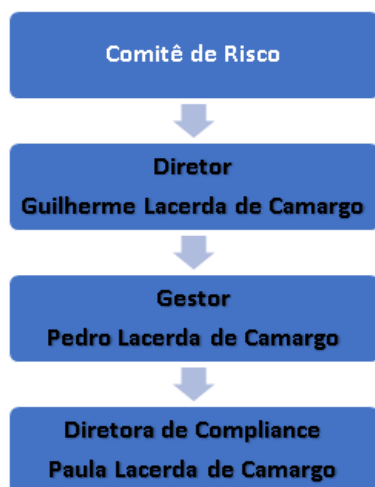 Comitê de Risco
Diretor
Guilherme Lacerda de Camargo
Gestor
Pedro Lacerda de Camargo
Diretora de Compliance
Paula Lacerda de Camargo